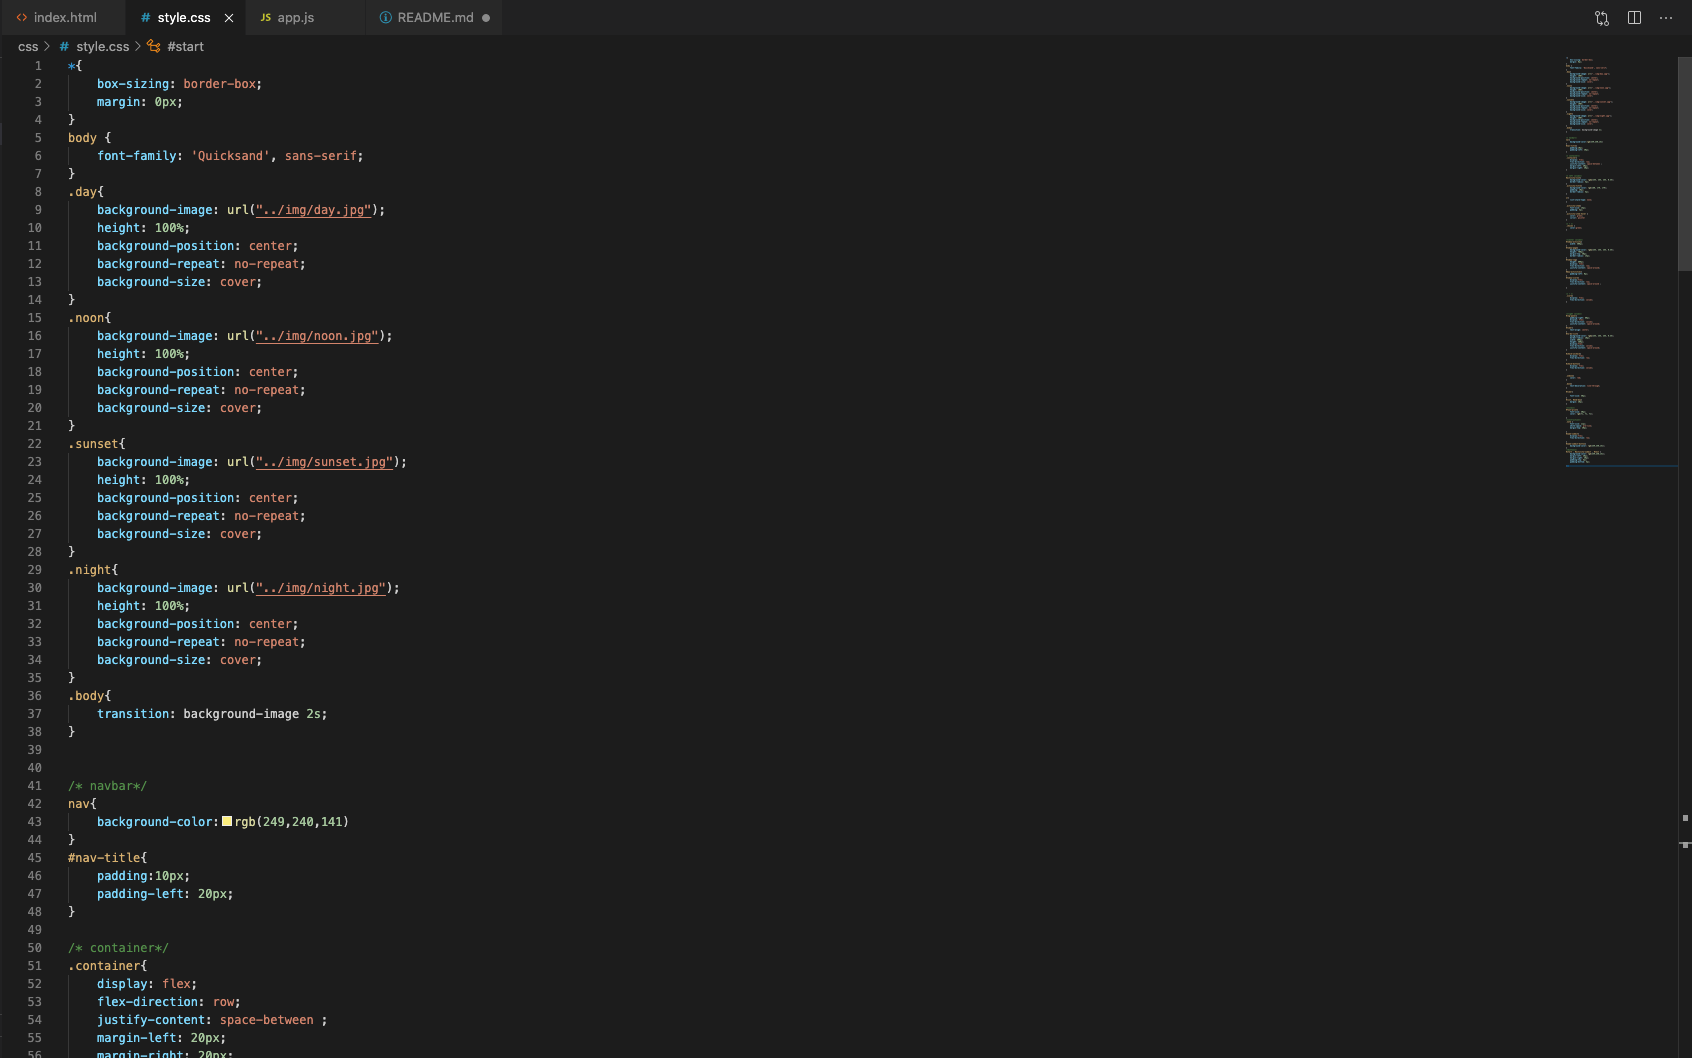 <> index.html # style.css × JS app.js ⓘ README.md ●
css > # style.css > #start
1 *{
2 box-sizing: border-box;
3 margin: 0px;
4 }
5 body {
6 font-family: 'Quicksand', sans-serif;
7 }
8 .day{
9 background-image: url("../img/day.jpg");
10 height: 100%;
11 background-position: center;
12 background-repeat: no-repeat;
13 background-size: cover;
14 }
15 .noon{
16 background-image: url("../img/noon.jpg");
17 height: 100%;
18 background-position: center;
19 background-repeat: no-repeat;
20 background-size: cover;
21 }
22 .sunset{
23 background-image: url("../img/sunset.jpg");
24 height: 100%;
25 background-position: center;
26 background-repeat: no-repeat;
27 background-size: cover;
28 }
29 .night{
30 background-image: url("../img/night.jpg");
31 height: 100%;
32 background-position: center;
33 background-repeat: no-repeat;
34 background-size: cover;
35 }
36 .body{
37 transition: background-image 2s;
38 }
39
40
41 /* navbar*/
42 nav{
43 background-color:rgb(249,240,141)
44 }
45 #nav-title{
46 padding:10px;
47 padding-left: 20px;
48 }
49
50 /* container*/
51 .container{
52 display: flex;
53 flex-direction: row;
54 justify-content: space-between ;
55 margin-left: 20px;
56 margin-right: 20px;